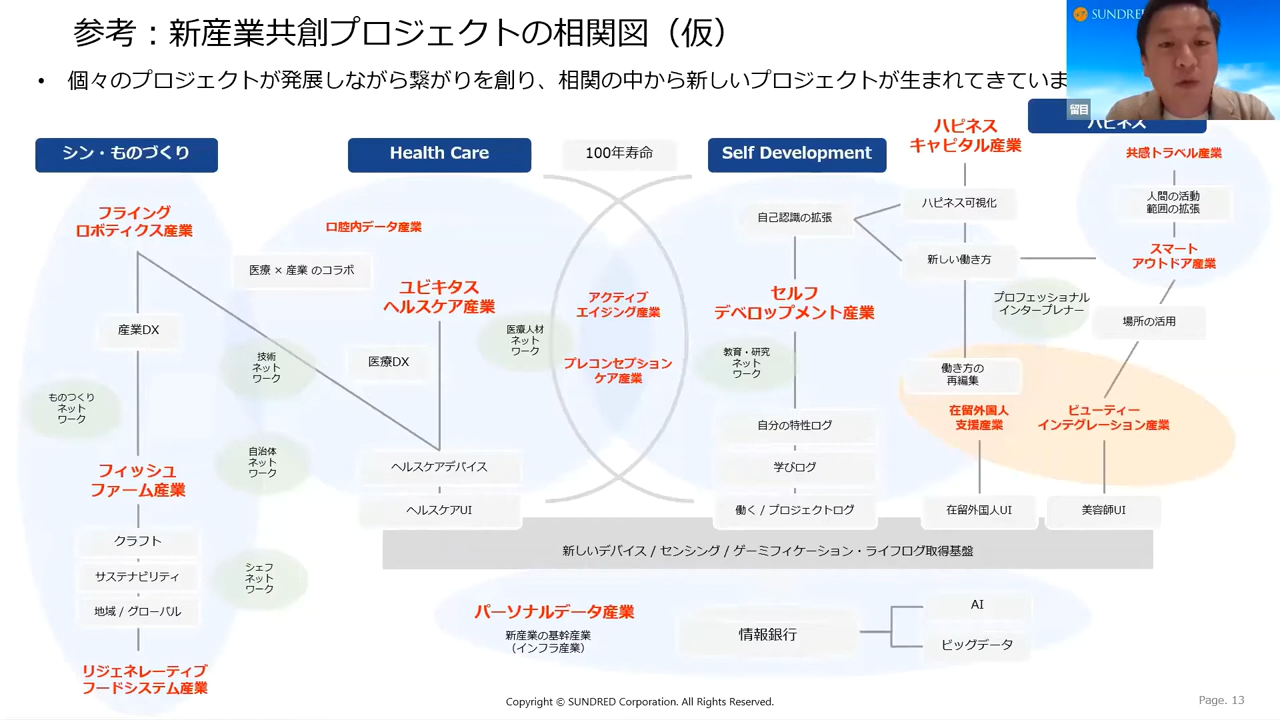 参考：新産業共創プロジェクトの相関図（仮）
• 個々のプロジェクトが発展しながら繋がりを創り、相関の中から新しいプロジェクトが生まれてきていま
SUNDRED
留目
シン・ものづくり
Health Care
100年寿命
Self Development
ハピネス
キャピタル産業
ハピネス
フライング
ロボティクス産業
産業DX
ものつくり
ネット
ワーク
フィッシュ
ファーム産業
クラフト
サステナビリティ
地域 / グローバル
リジェネレーティブ
フードシステム産業
口腔内データ産業
医療 × 産業 のコラボ
ユビキタス
ヘルスケア産業
技術
ネット
ワーク
医療DX
医療人材
ネット
ワーク
自治体
ネット
ワーク
シェフ
ネット
ワーク
ヘルスケアデバイス
ヘルスケアUI
アクティブ
エイジング産業
プレコンセプション
ケア産業
自己認識の拡張
セルフ
デベロップメント産業
教育・研究
ネット
ワーク
自分の特性ログ
学びログ
働く / プロジェクトログ
ハピネス可視化
新しい働き方
プロフェッショナル
インタープレナー
働き方の
再編集
在留外国人
支援産業
在留外国人UI
共感トラベル産業
人間の活動
範囲の拡張
スマート
アウトドア産業
場所の活用
ビューティー
インテグレーション産業
美容師UI
新しいデバイス / センシング / ゲーミフィケーション・ライフログ取得基盤
パーソナルデータ産業
新産業の基幹産業
（インフラ産業）
情報銀行
AI
ビッグデータ
Copyright © SUNDRED Corporation. All Rights Reserved.
Page. 13